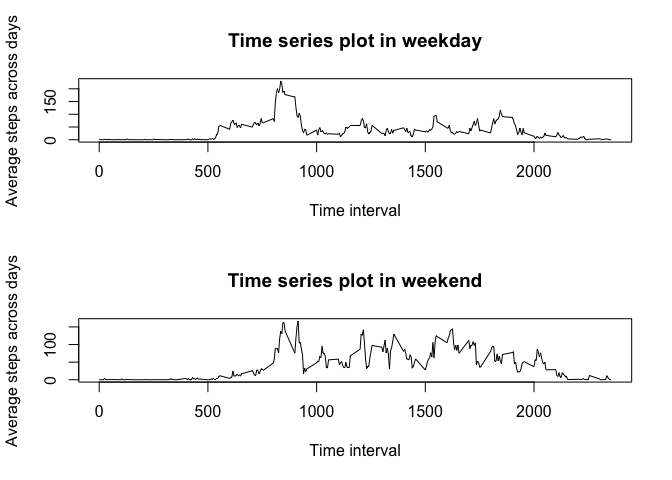 Time series plot in weekday
Average steps across days
150
0
0 500 1000 1500 2000
Time interval
Time series plot in weekend
Average steps across days
100
0
0 500 1000 1500 2000
Time interval